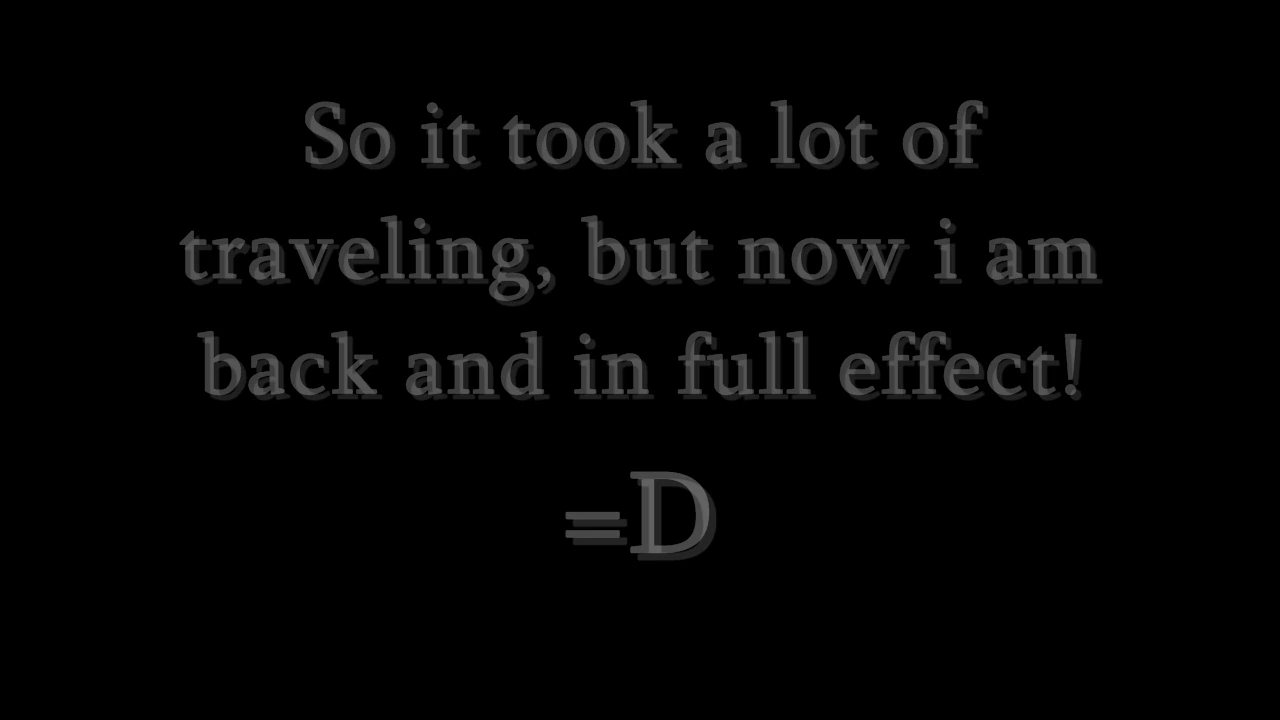 So it took a lot of
traveling, but now i am
back and in full effect!
=D